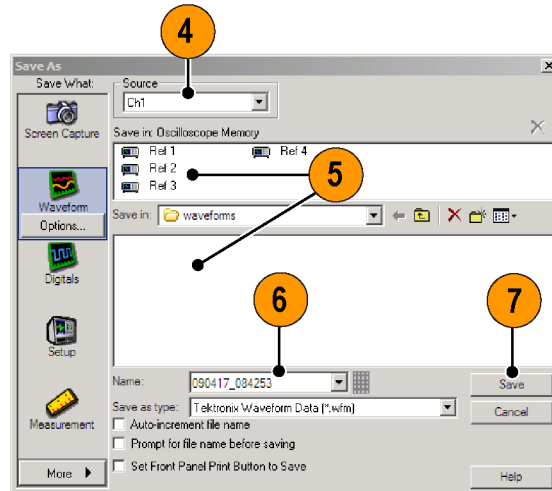 4
Save As
Save What:
Source
Ch1
Screen Capture
Save in: Oscilloscope Memory
Ref 1
Ref 4
Ref 2
Ref 3
5
Waveform
Options...
Save in:
waveforms
Digitals
6
7
Setup
Name:
090417_084253
Save
Save as type:
Tektronix Waveform Data (*.wfm)
Cancel
Measurement
Auto-increment file name
Prompt for file name before saving
Set Front Panel Print Button to Save
More
Help